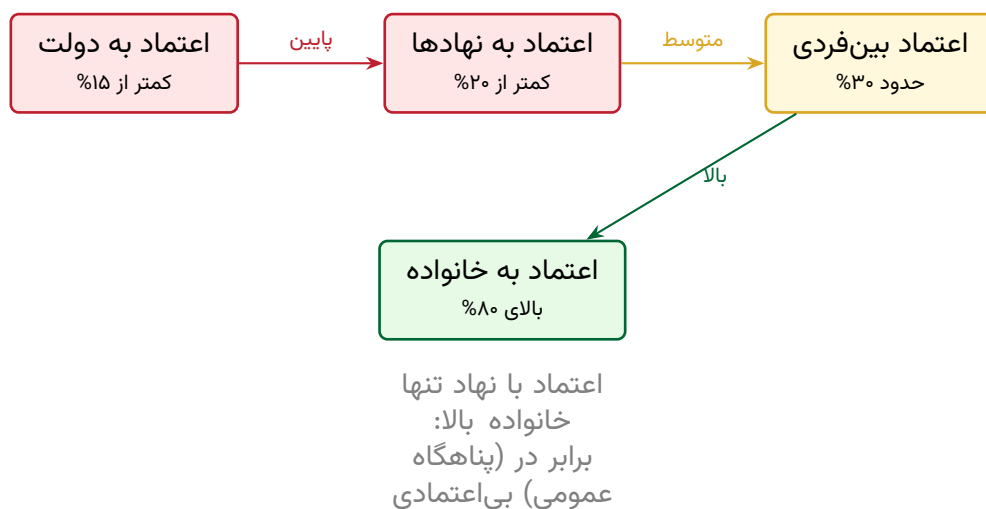 اعتماد به دولت
کمتر از ۱۵%
پایین
اعتماد به نهادها
کمتر از ۲۰%
متوسط
اعتماد بین‌فردی
حدود ۳۰%
بالا
اعتماد به خانواده
بالای ۸۰%
اعتماد با نهاد تنها
خانواده بالا:
برابر در (پناهگاه
عمومی) بی‌اعتمادی